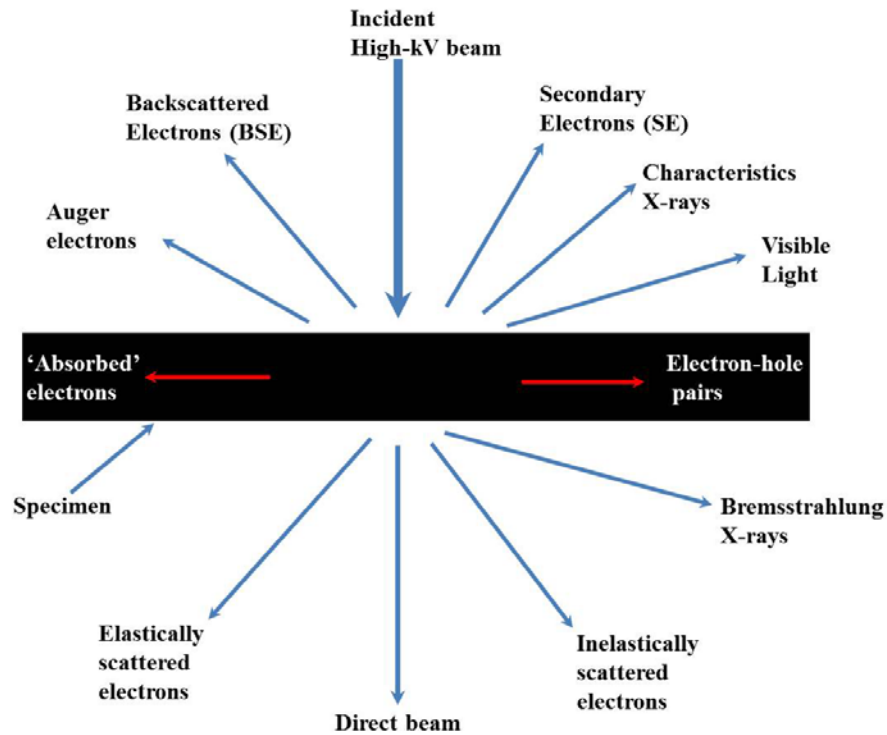 Incident
High-kV beam
Backscattered
Electrons (BSE)
Secondary
Electrons (SE)
Characteristics
X-rays
Auger
electrons
Visible
Light
‘Absorbed’
electrons
Electron-hole
pairs
Specimen
Bremsstrahlung
X-rays
Elastically
scattered
electrons
Inelastically
scattered
electrons
Direct beam